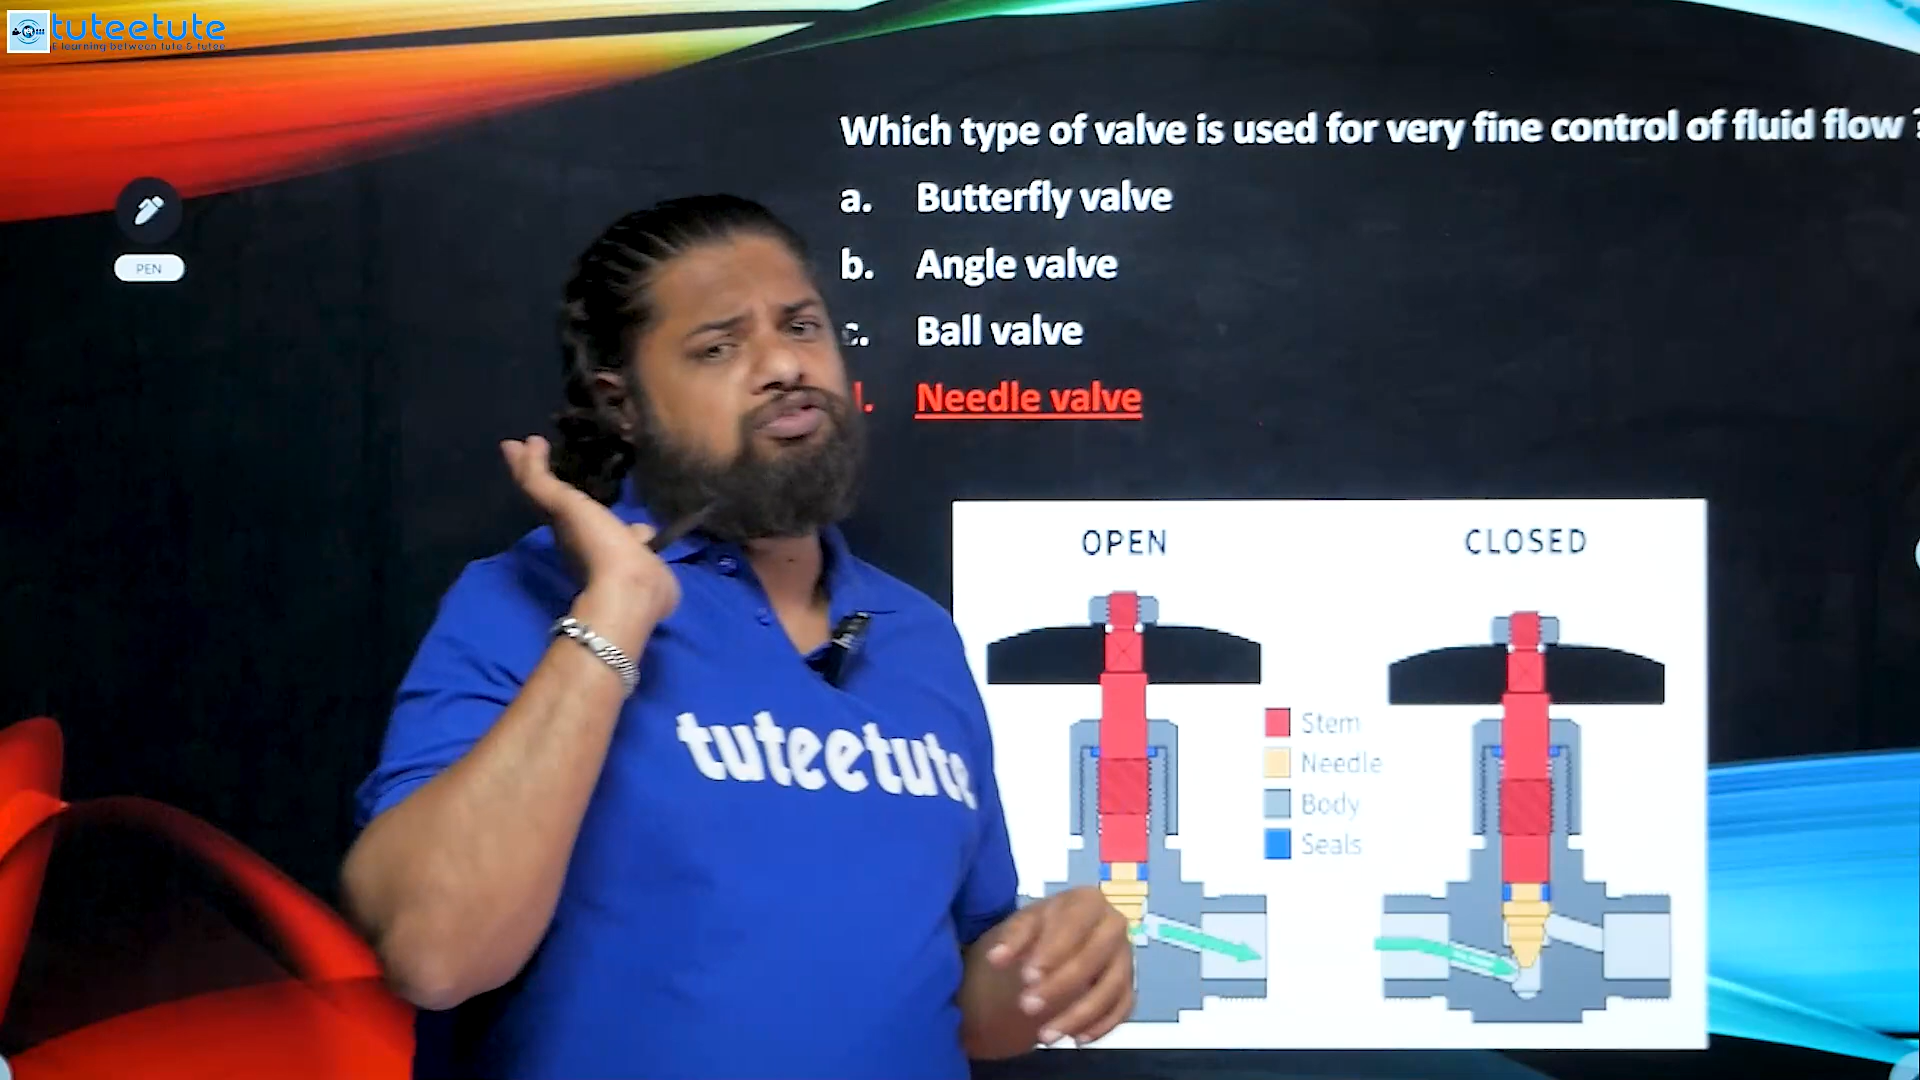 tuteetute
E learning between tute & tutee
Which type of valve is used for very fine control of fluid flow ?
a. Butterfly valve
PEN
b. Angle valve
c. Ball valve
d. Needle valve
OPEN CLOSED
Stem
Needle
Body
Seals
tuteetute